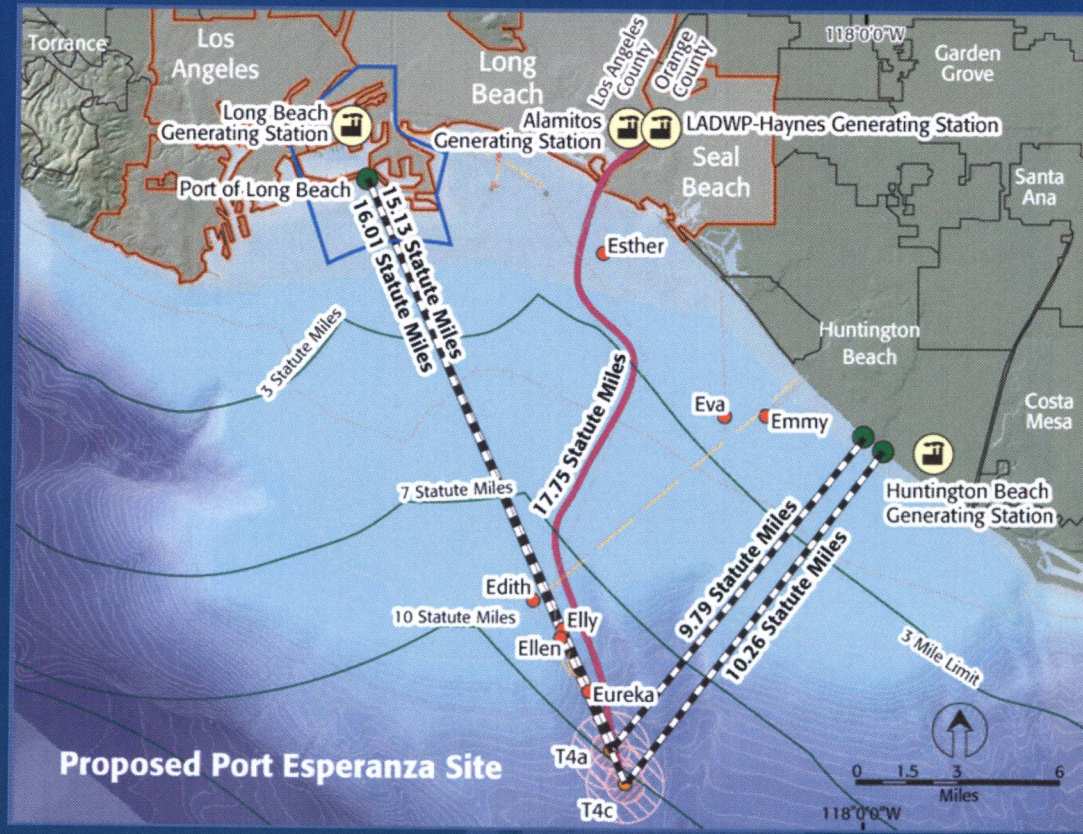 Torrance
Los
Angeles
Long
Beach
Los Angeles
County
Orange
County
118°0'0"W
Garden
Grove
Long Beach
Generating Station
Alamitos
Generating Station
LADWP-Haynes Generating Station
Seal
Beach
Santa
Ana
Port of Long Beach
15.13 Statute Miles
16.01 Statute Miles
Esther
3 Statute Miles
Huntington
Beach
17.75 Statute Miles
Eva
Emmy
Costa
Mesa
7 Statute Miles
Huntington Beach
Generating Station
9.79 Statute Miles
10.26 Statute Miles
Edith
10 Statute Miles
Elly
Ellen
3 Mile Limit
Eureka
T4a
Proposed Port Esperanza Site
T4c
0 1.5 3 6
Miles
118°0'0"W